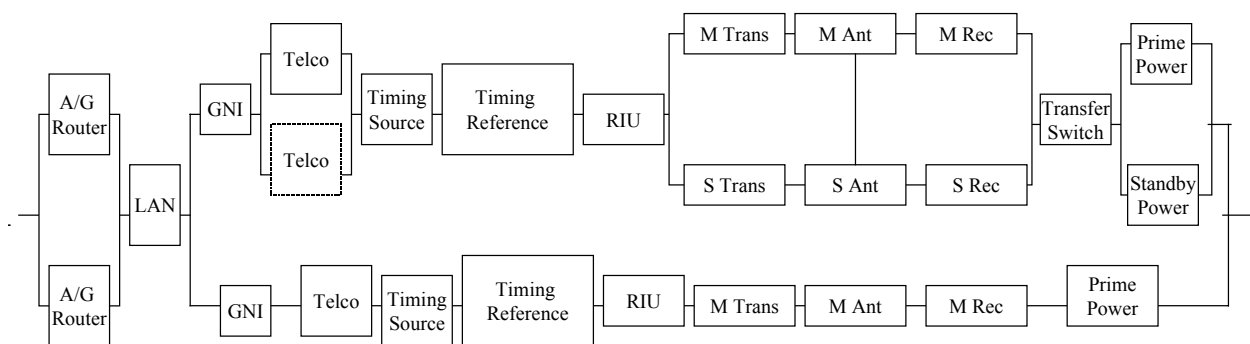 M Trans
M Ant
M Rec
Telco
Prime
Power
A/G
Router
GNI
Timing
Source
Timing
Reference
RIU
Transfer
Switch
Telco
S Trans
S Ant
S Rec
Standby
Power
LAN
A/G
Router
GNI
Telco
Timing
Source
Timing
Reference
RIU
M Trans
M Ant
M Rec
Prime
Power